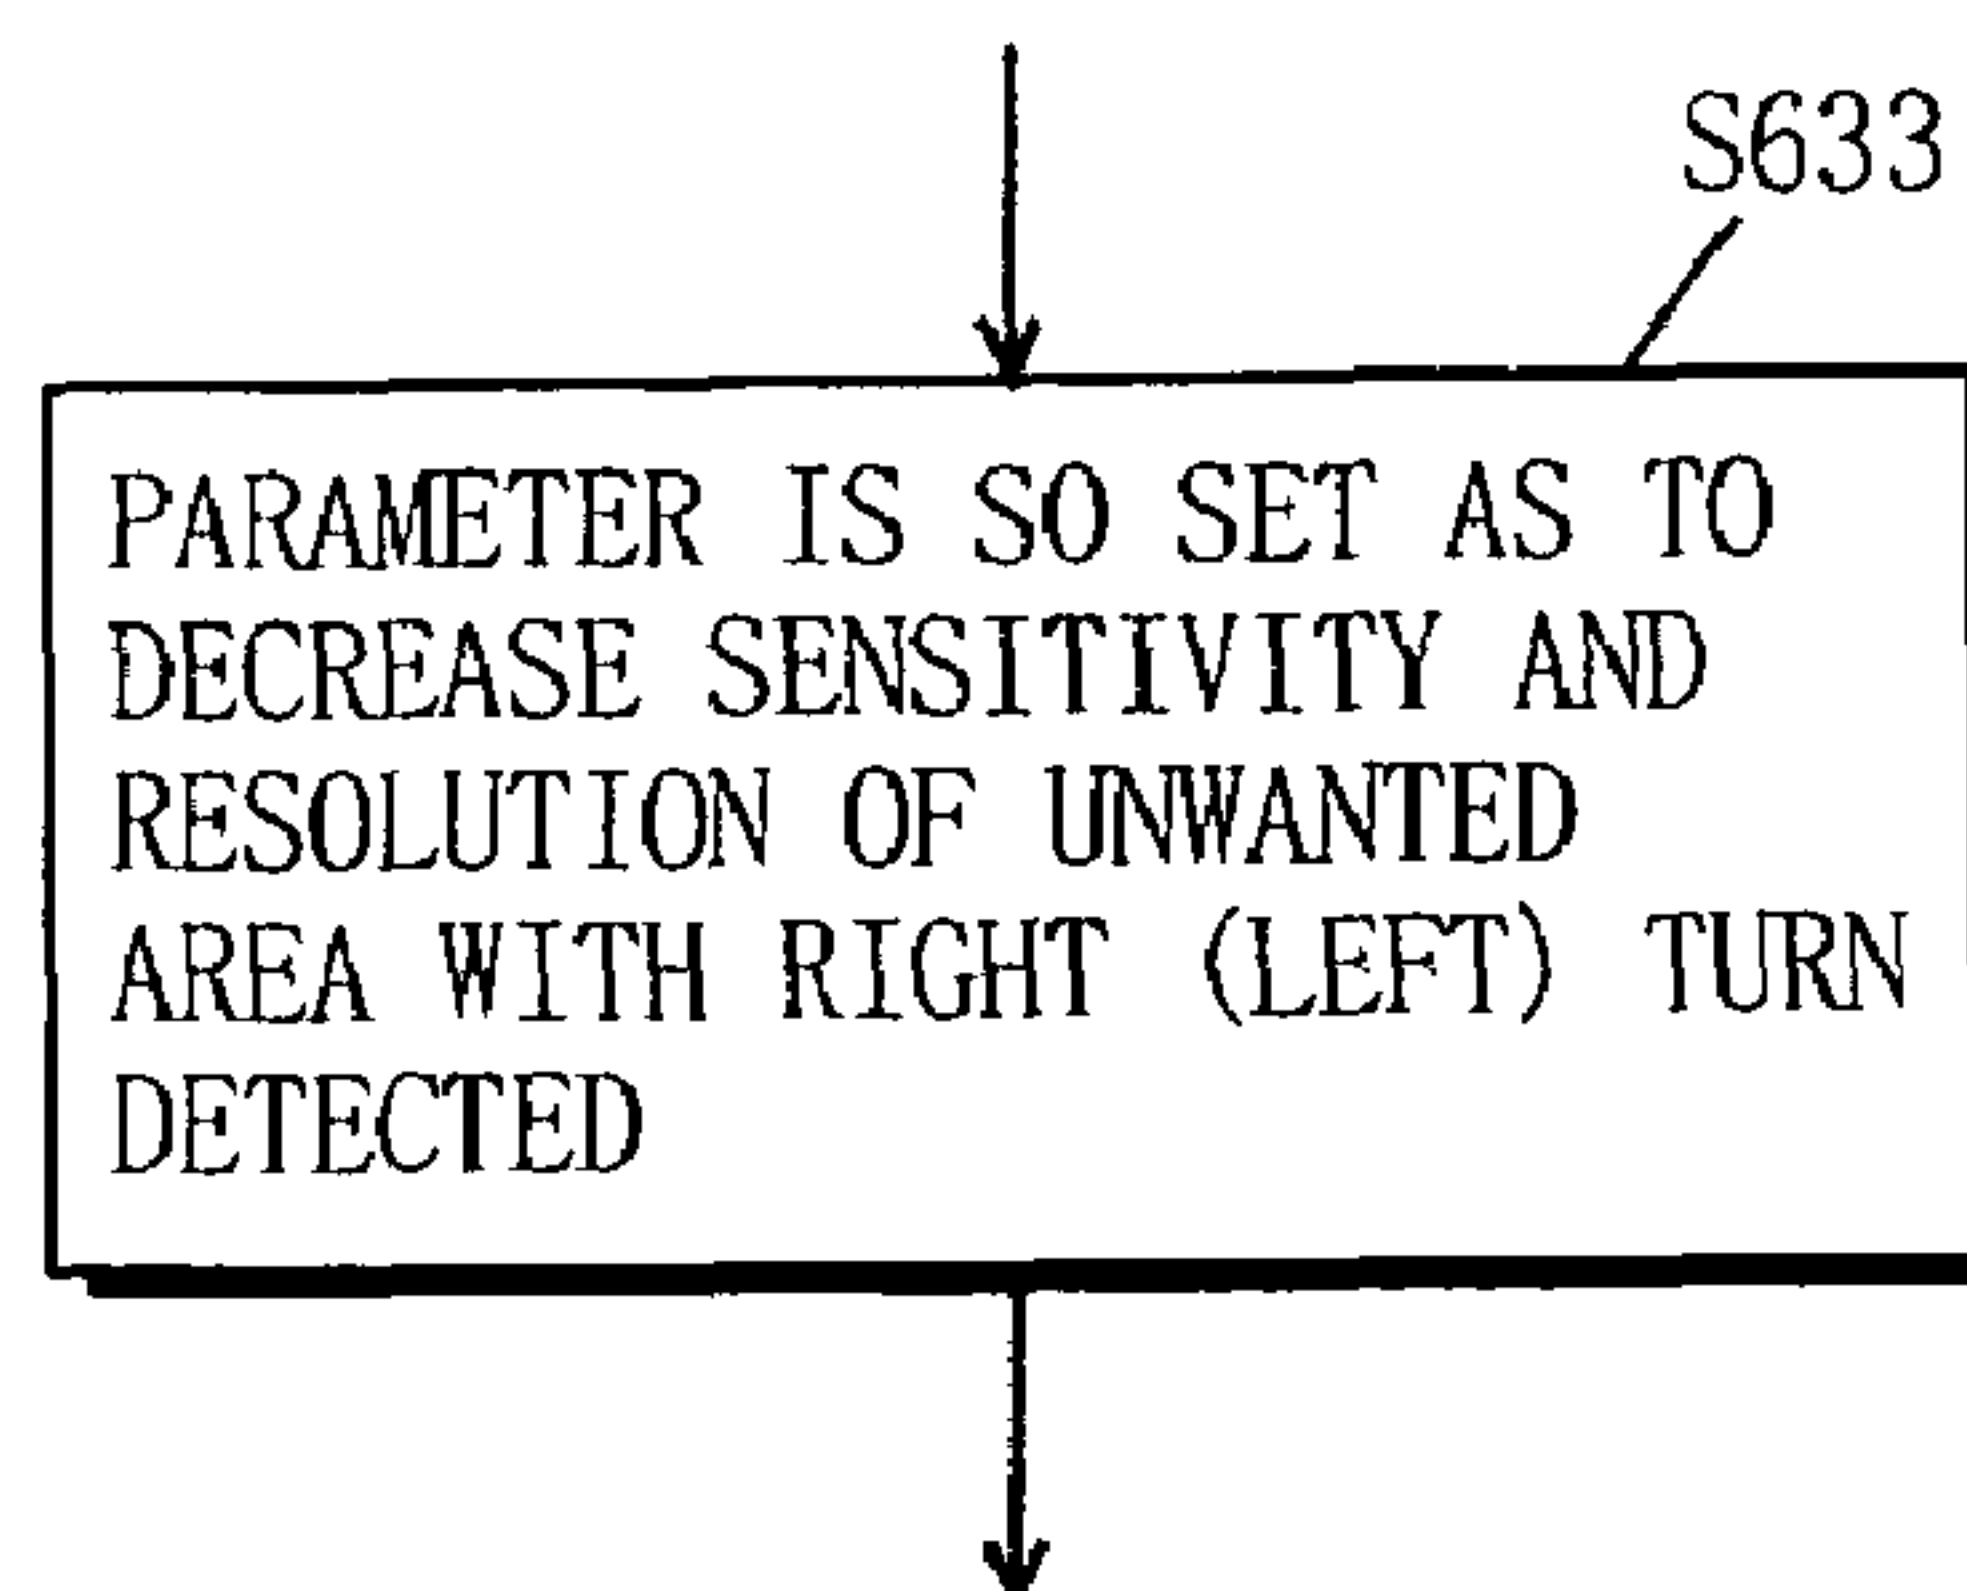 S633
PARAMETER IS SO SET AS TO
DECREASE SENSITIVITY AND
RESOLUTION OF UNWANTED
AREA WITH RIGHT (LEFT) TURN
DETECTED